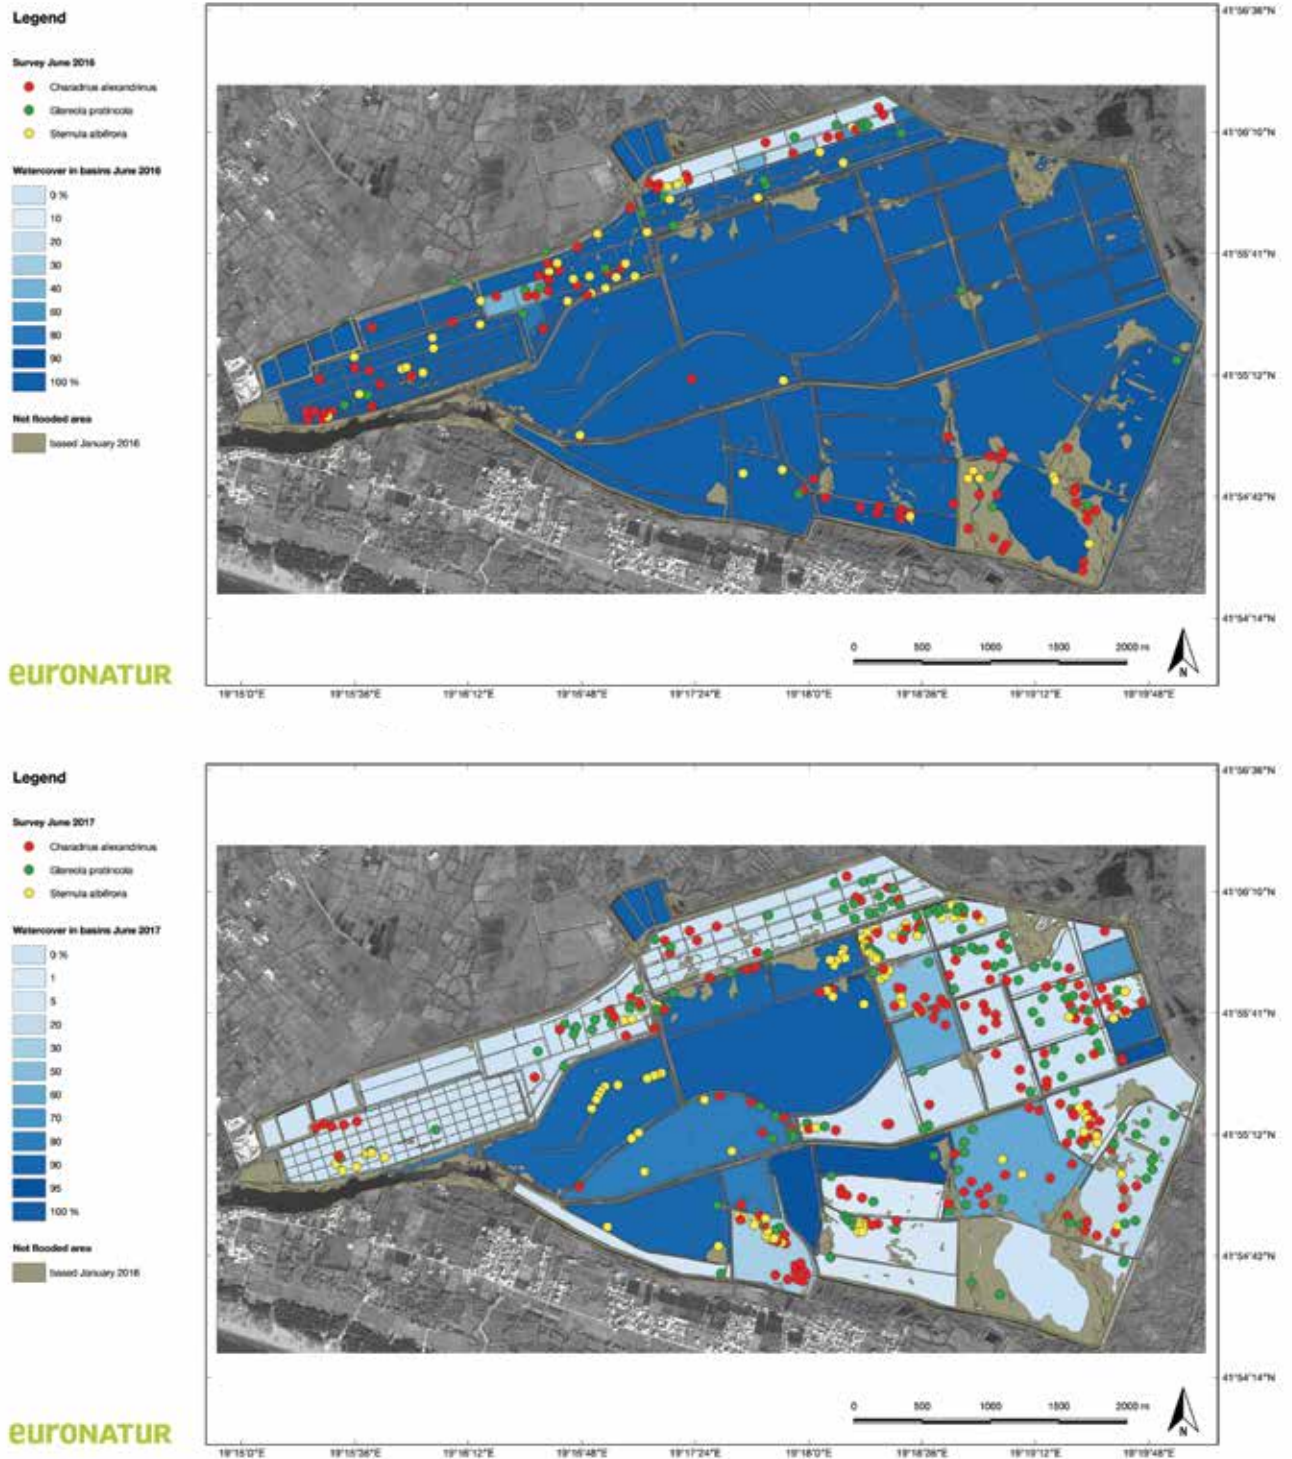 Legend
Survey June 2016
Charadrius alexandrinus
Glareola pratincola
Sternula albifrons
Watercover in basins June 2016
0 %
10
20
30
40
60
80
90
100 %
Not flooded area
based January 2016
euronatur
41°56'38"N
41°56'10"N
41°55'41"N
41°55'12"N
41°54'43"N
41°54'14"N
0 500 1000 1500 2000 m
N
19°15'0"E 19°15'36"E 19°16'12"E 19°16'48"E 19°17'24"E 19°18'0"E 19°18'36"E 19°19'12"E 19°19'48"E
Legend
Survey June 2017
Charadrius alexandrinus
Glareola pratincola
Sternula albifrons
Watercover in basins June 2017
0 %
1
5
20
30
50
60
70
80
90
95
100 %
Not flooded area
based January 2016
euronatur
41°56'38"N
41°56'10"N
41°55'41"N
41°55'12"N
41°54'43"N
41°54'14"N
0 500 1000 1500 2000 m
N
19°15'0"E 19°15'36"E 19°16'12"E 19°16'48"E 19°17'24"E 19°18'0"E 19°18'36"E 19°19'12"E 19°19'48"E